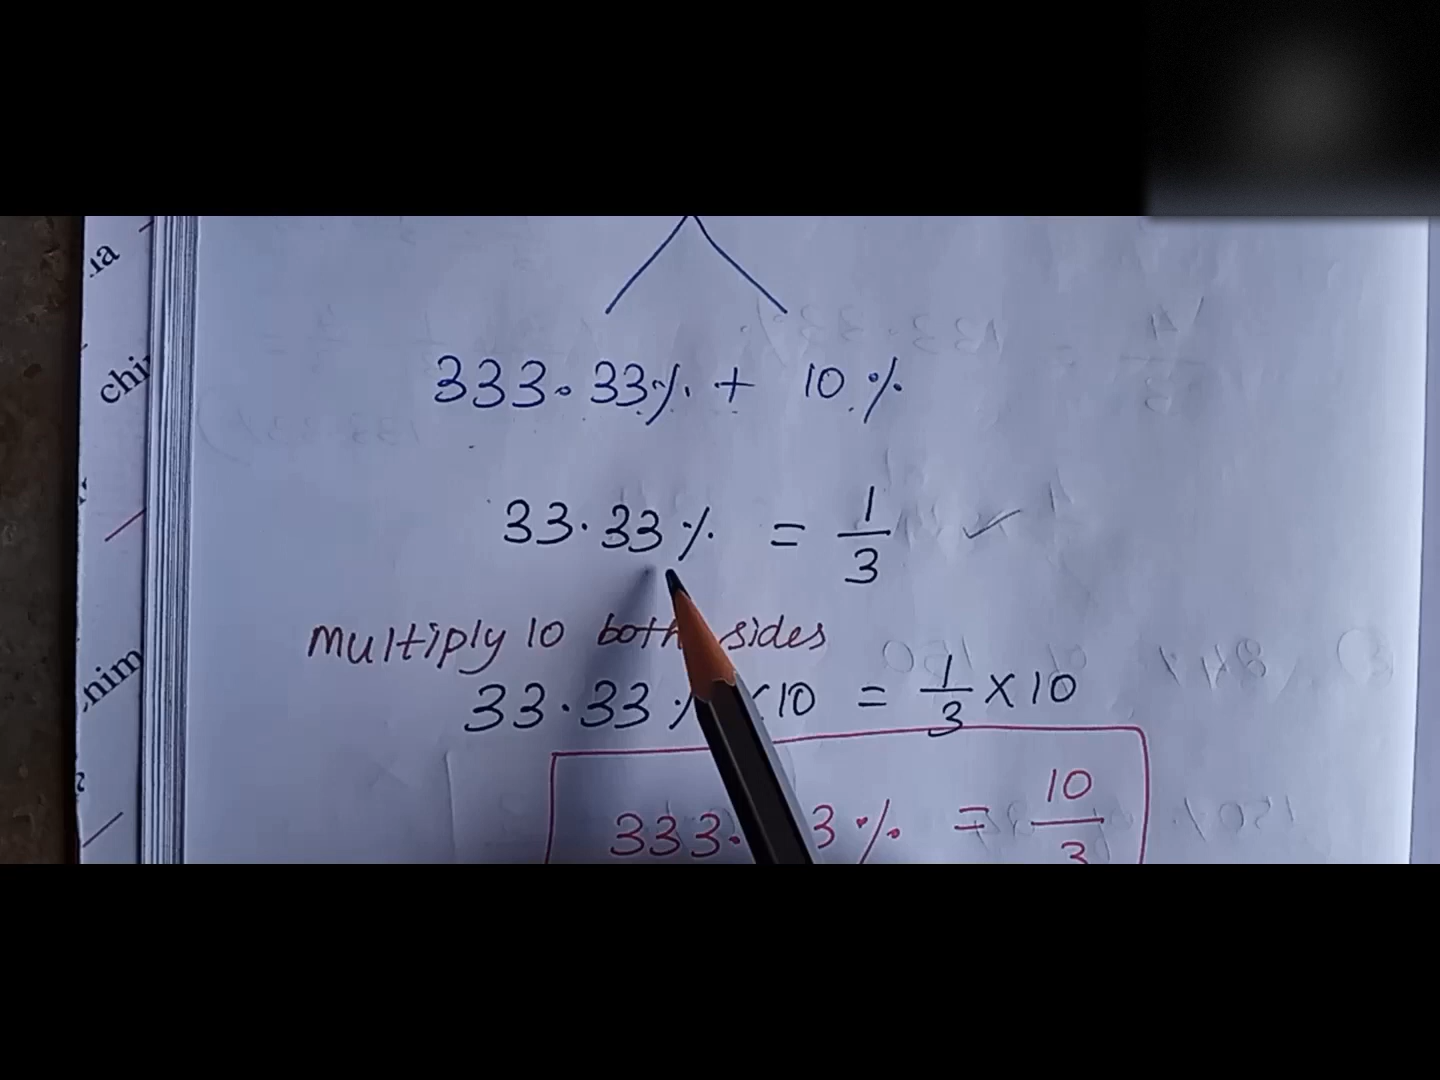 333.33% + 10%
33.33% = 1/3 ✓
multiply 10 both sides
33.33% ×10 = 1/3 × 10
333. 3% = 10/3